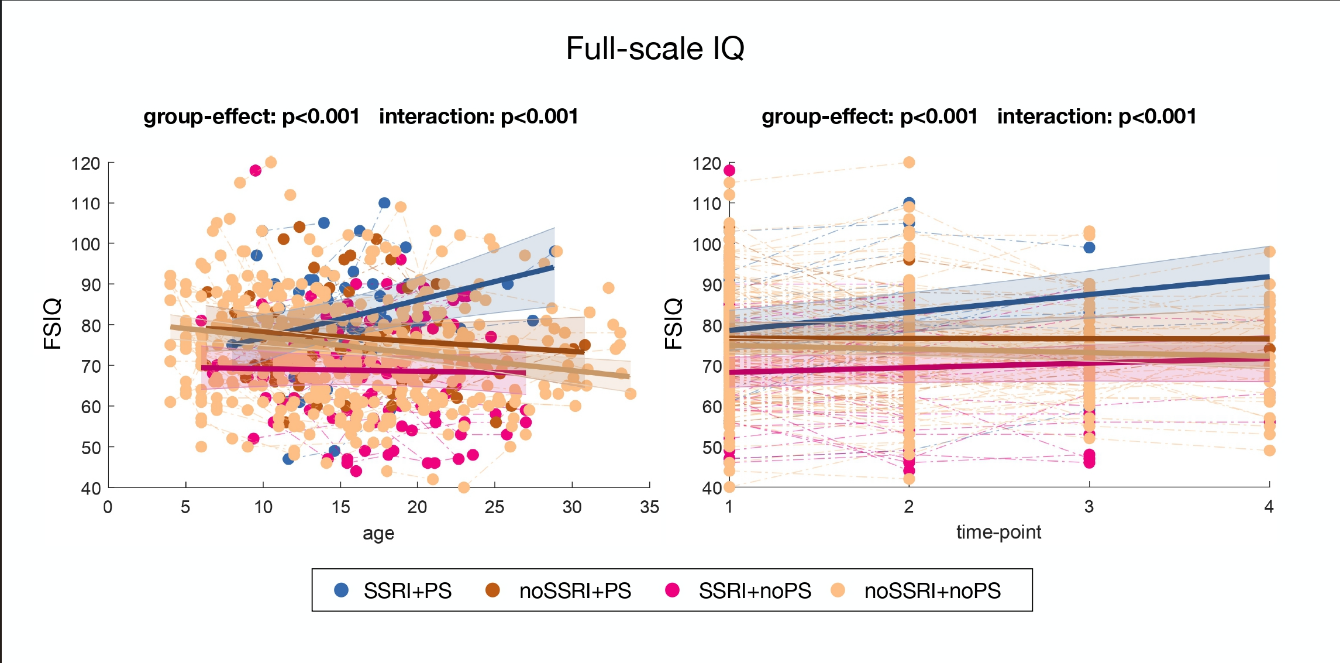 Full-scale IQ
group-effect: p<0.001 interaction: p<0.001
group-effect: p<0.001 interaction: p<0.001
FSIQ
120
110
100
90
80
70
60
50
40
0 5 10 15 20 25 30 35
age
FSIQ
120
110
100
90
80
70
60
50
40
1 2 3 4
time-point
SSRI+PS noSSRI+PS SSRI+noPS noSSRI+noPS